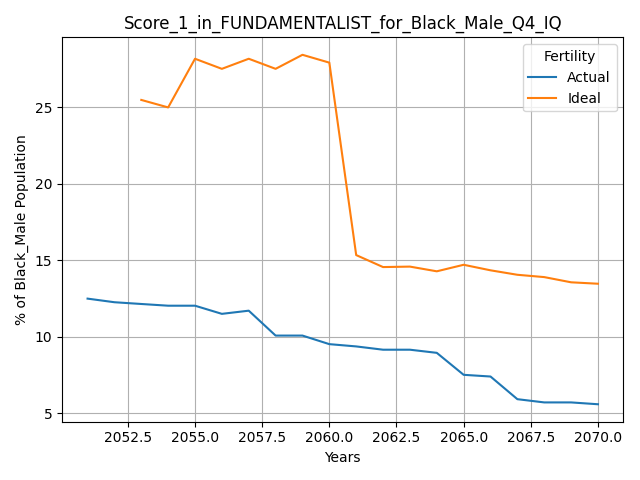 Score_1_in_FUNDAMENTALIST_for_Black_Male_Q4_IQ
Fertility
Actual
Ideal
% of Black_Male Population
25
20
15
10
5
2052.5 2055.0 2057.5 2060.0 2062.5 2065.0 2067.5 2070.0
Years